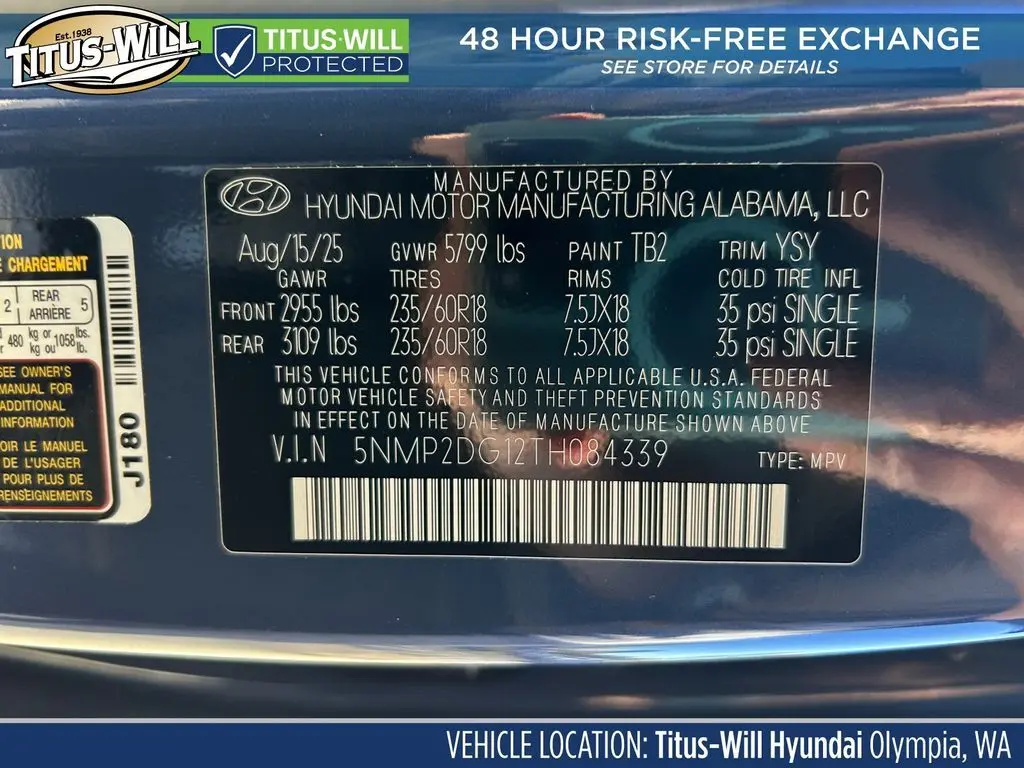 Est. 1938
TITUS-WILL
TITUS-WILL
PROTECTED
48 HOUR RISK-FREE EXCHANGE
SEE STORE FOR DETAILS
MANUFACTURED BY
HYUNDAI MOTOR MANUFACTURING ALABAMA, LLC
Aug/15/25 GVWR 5799 lbs PAINT TB2 TRIM YSY
GAWR TIRES RIMS COLD TIRE INFL
FRONT 2955 lbs 235/60R18 7.5JX18 35 psi SINGLE
REAR 3109 lbs 235/60R18 7.5JX18 35 psi SINGLE
THIS VEHICLE CONFORMS TO ALL APPLICABLE U.S.A. FEDERAL
MOTOR VEHICLE SAFETY AND THEFT PREVENTION STANDARDS
IN EFFECT ON THE DATE OF MANUFACTURE SHOWN ABOVE
V.I.N 5NMP2DG12TH084339 TYPE: MPV
CHARGEMENT
2 REAR ARRIÈRE 5
480 kg or 1058 lbs.
kg ou lb.
SEE OWNER'S
MANUAL FOR
ADDITIONAL
INFORMATION
LE MANUEL
DE L'USAGER
POUR PLUS DE
RENSEIGNEMENTS
J180
VEHICLE LOCATION: Titus-Will Hyundai Olympia, WA